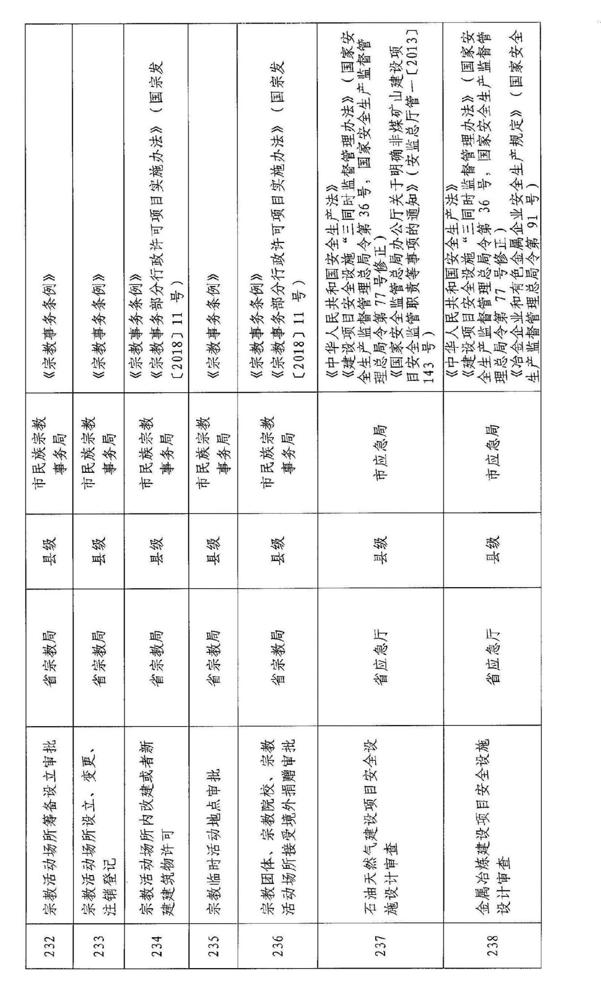 232
宗教活动场所筹备设立审批
省宗教局
县级
市民族宗教
事务局
《宗教事务条例》
233
宗教活动场所设立、变更、
注销登记
省宗教局
县级
市民族宗教
事务局
《宗教事务条例》
234
宗教活动场所内改建或者新
建建筑物许可
省宗教局
县级
市民族宗教
事务局
《宗教事务条例》
《宗教事务部分行政许可项目实施办法》（国宗发
〔2018〕11 号）
235
宗教临时活动地点审批
省宗教局
县级
市民族宗教
事务局
《宗教事务条例》
236
宗教团体、宗教院校、宗教
活动场所接受境外捐赠审批
省宗教局
县级
市民族宗教
事务局
《宗教事务条例》
《宗教事务部分行政许可项目实施办法》（国宗发
〔2018〕11 号）
237
石油天然气建设项目安全设
施设计审查
省应急厅
县级
市应急局
《中华人民共和国安全生产法》
《建设项目安全设施“三同时监督管理办法》（国家安
全生产监督管理总局令第 36 号，国家安全生产监督管
理总局令第 77 号修正）
《国家安全监管总局办公厅关于明确非煤矿山建设项
目安全监管职责等事项的通知》（安监总厅管一〔2013〕
143 号）
238
金属冶炼建设项目安全设施
设计审查
省应急厅
县级
市应急局
《中华人民共和国安全生产法》
《建设项目安全设施“三同时监督管理办法》（国家安
全生产监督管理总局令第 36 号，国家安全生产监督管
理总局令第 77 号修正）
《冶金企业和有色金属企业安全生产规定》（国家安全
生产监督管理总局令第 91 号）